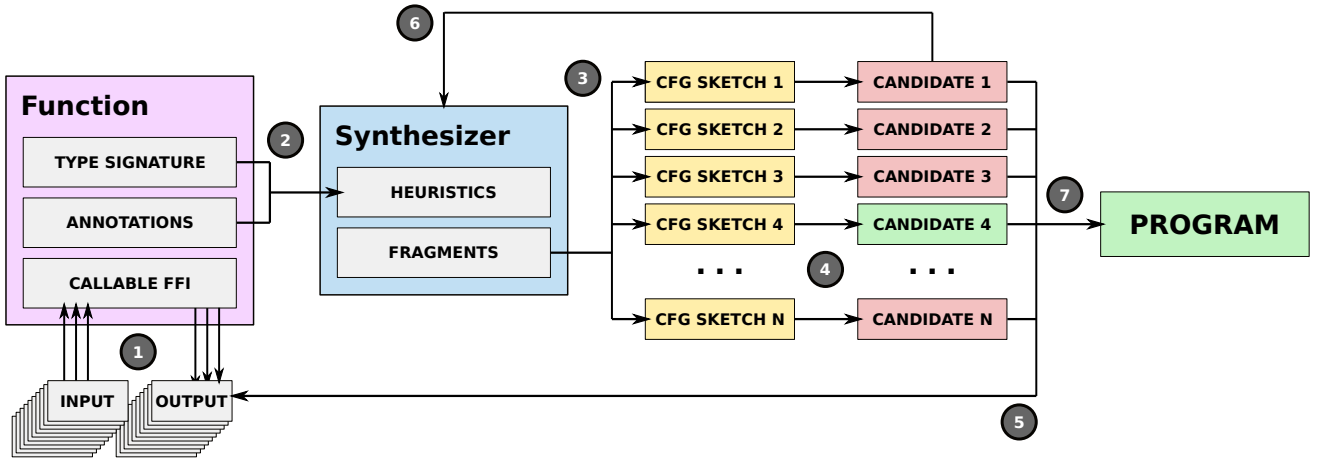 6
3
CFG SKETCH 1
CANDIDATE 1
Function
2
Synthesizer
CFG SKETCH 2
CANDIDATE 2
TYPE SIGNATURE
HEURISTICS
CFG SKETCH 3
CANDIDATE 3
7
ANNOTATIONS
CFG SKETCH 4
CANDIDATE 4
PROGRAM
FRAGMENTS
CALLABLE FFI
...
4
...
CFG SKETCH N
CANDIDATE N
1
INPUT
OUTPUT
5